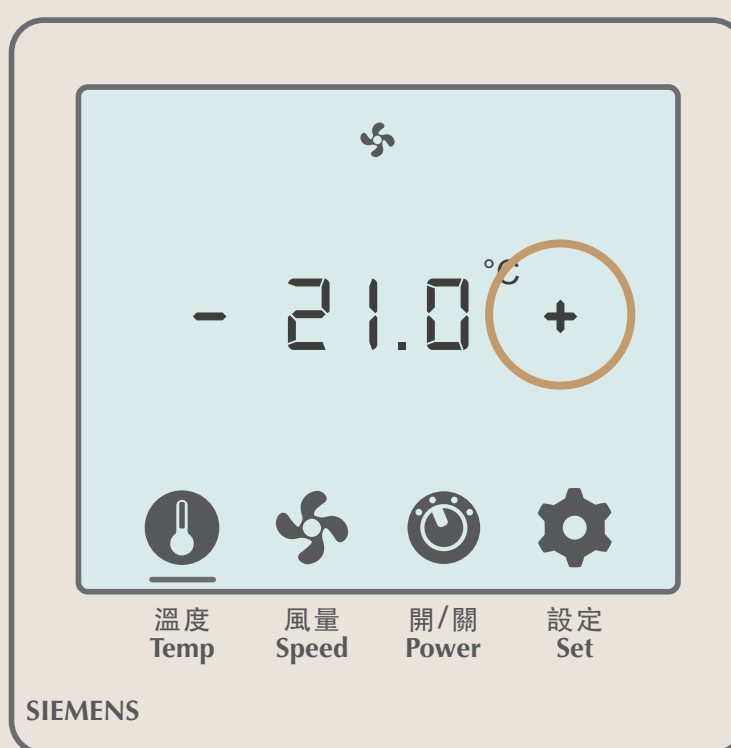 - 21.0 °C +
溫度 風量 開/關 設定
Temp Speed Power Set
SIEMENS